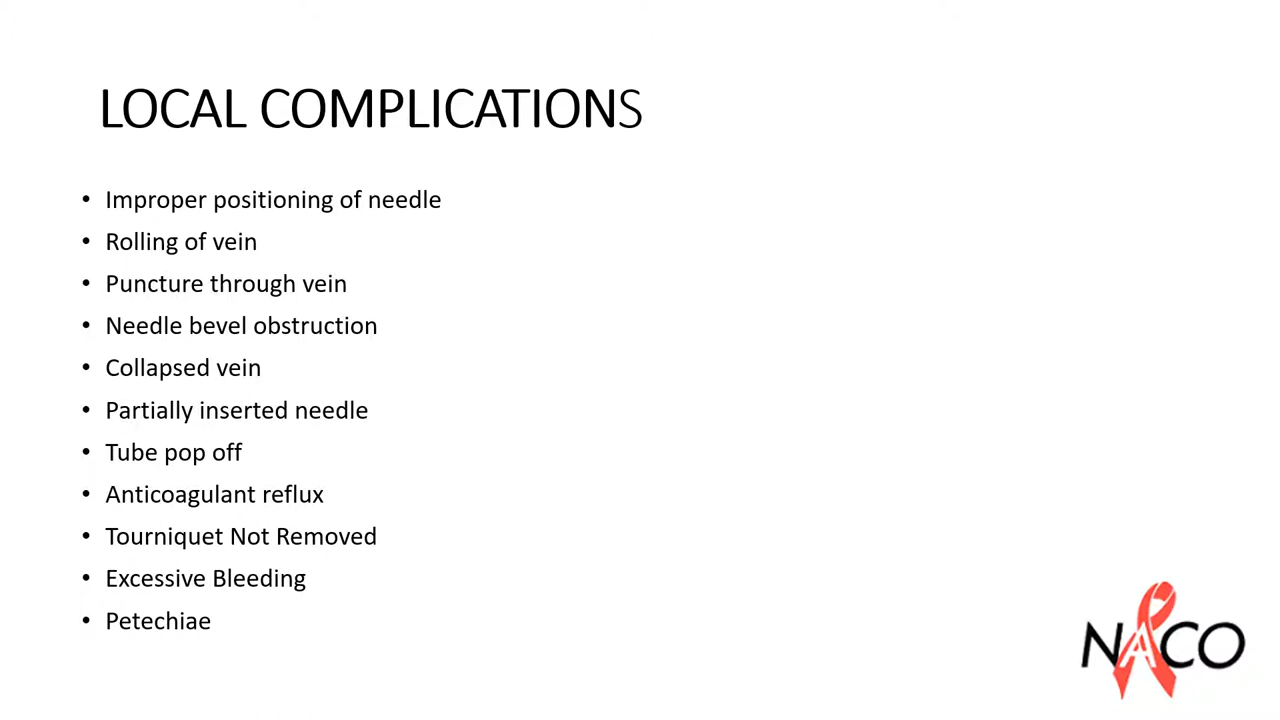 LOCAL COMPLICATIONS
• Improper positioning of needle
• Rolling of vein
• Puncture through vein
• Needle bevel obstruction
• Collapsed vein
• Partially inserted needle
• Tube pop off
• Anticoagulant reflux
• Tourniquet Not Removed
• Excessive Bleeding
• Petechiae
NACO